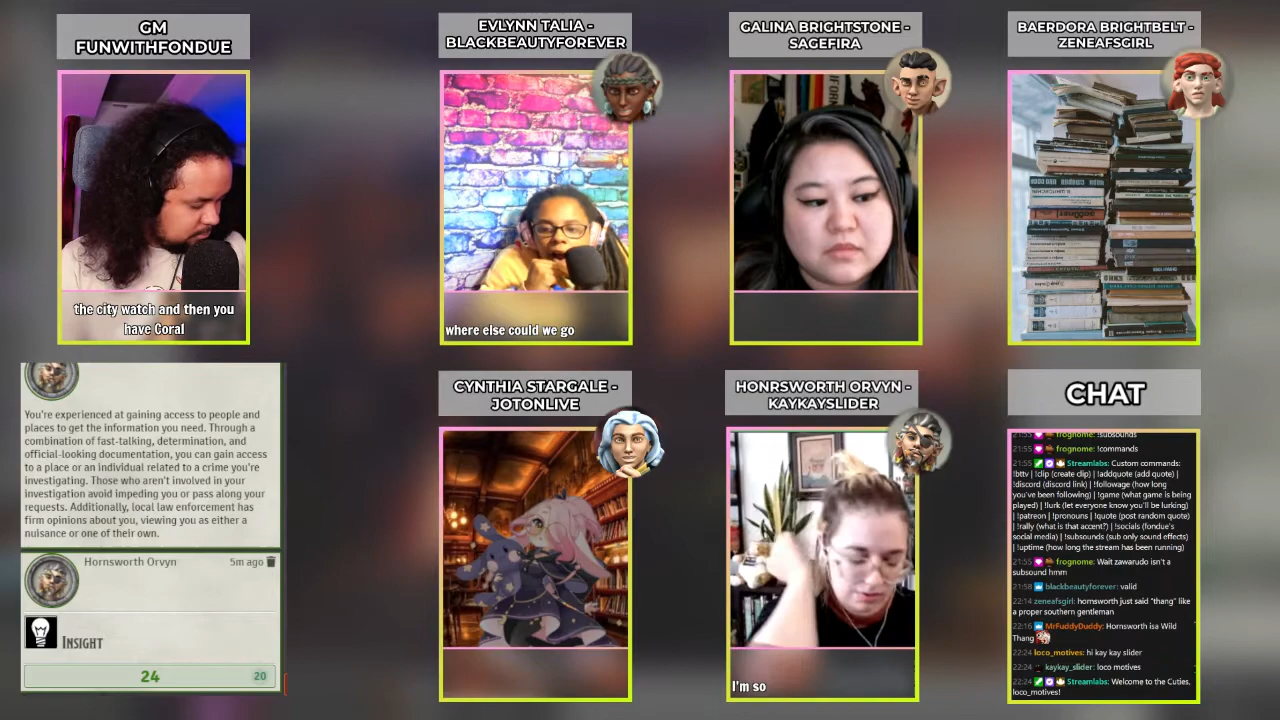 GM
FUNWITHFONDUE
EVLYNN TALIA -
BLACKBEAUTYFOREVER
GALINA BRIGHTSTONE -
SAGEFIRA
BAERDORA BRIGHTBELT -
ZENEAFSGIRL
the city watch and then you
have Coral
where else could we go
You're experienced at gaining access to people and
places to get the information you need. Through a
combination of fast-talking, determination, and
official-looking documentation, you can gain access
to a place or an individual related to a crime you're
investigating. Those who aren't involved in your
investigation avoid impeding you or pass along your
requests. Additionally, local law enforcement has
firm opinions about you, viewing you as either a
nuisance or one of their own.
Hornsworth Orvyn
5m ago
INSIGHT
24
20
CYNTHIA STARGALE -
JOTONLIVE
HONRSWORTH ORVYN -
KAYKAYSLIDER
I'm so
CHAT
21:55 frognome: !subsounds
21:55 frognome: !commands
21:55 Streamlabs: Custom commands:
!bttv | !clip (create clip) | !addquote (add quote) |
!discord (discord link) | !followage (how long
you've been following) | !game (what game is being
played) | !lurk (let everyone know you'll be lurking)
| !patreon | !pronouns | !quote (post random quote)
| !rally (what is that accent?) | !socials (fondue's
social media) | !subsounds (sub only sound effects)
| !uptime (how long the stream has been running)
21:55 frognome: Wait zawarudo isn't a
subsound hmm
21:58 blackbeautyforever: valid
22:14 zeneafsgirl: hornsworth just said "thang" like
a proper southern gentleman
22:16 MrFuddyDuddy: Hornsworth isa Wild
Thang
22:24 loco_motives: hi kay kay slider
22:24 kaykay_slider: loco motives
22:24 Streamlabs: Welcome to the Cuties,
loco_motives!